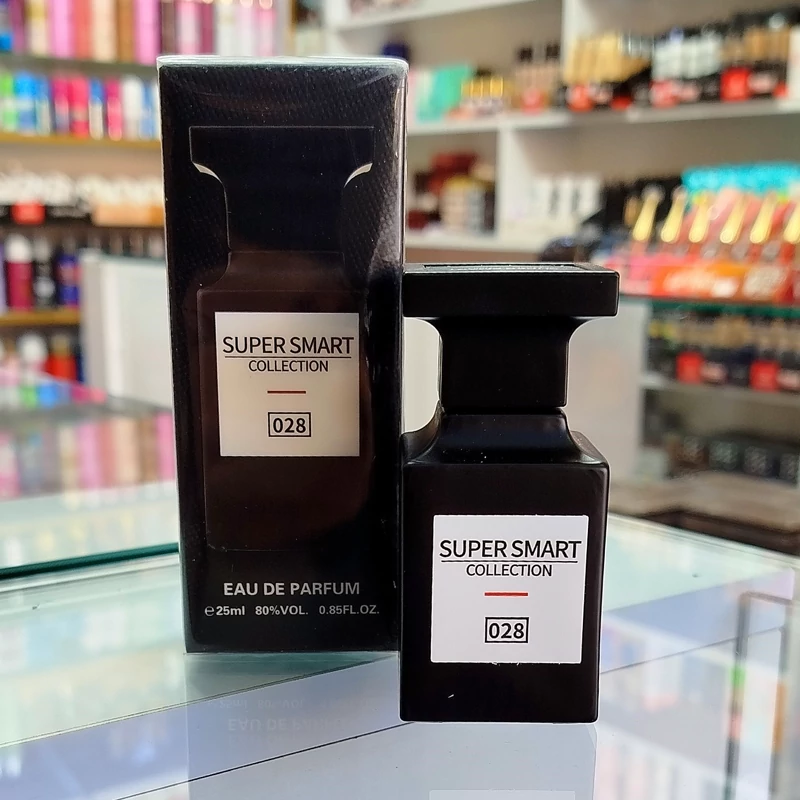 SUPER SMART
COLLECTION
028
EAU DE PARFUM
℮25ml 80%VOL. 0.85FL.OZ.
SUPER SMART
COLLECTION
028